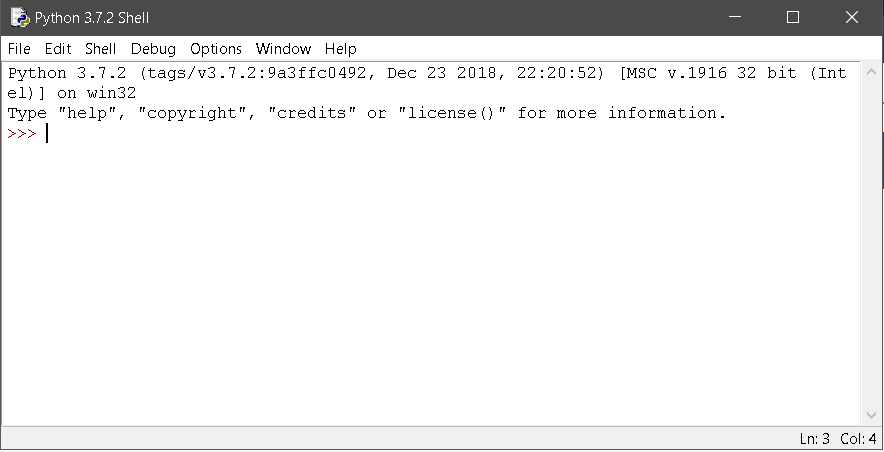 Python 3.7.2 Shell
File Edit Shell Debug Options Window Help
Python 3.7.2 (tags/v3.7.2:9a3ffc0492, Dec 23 2018, 22:20:52) [MSC v.1916 32 bit (Int
el)] on win32
Type "help", "copyright", "credits" or "license()" for more information.
>>>
Ln: 3 Col: 4